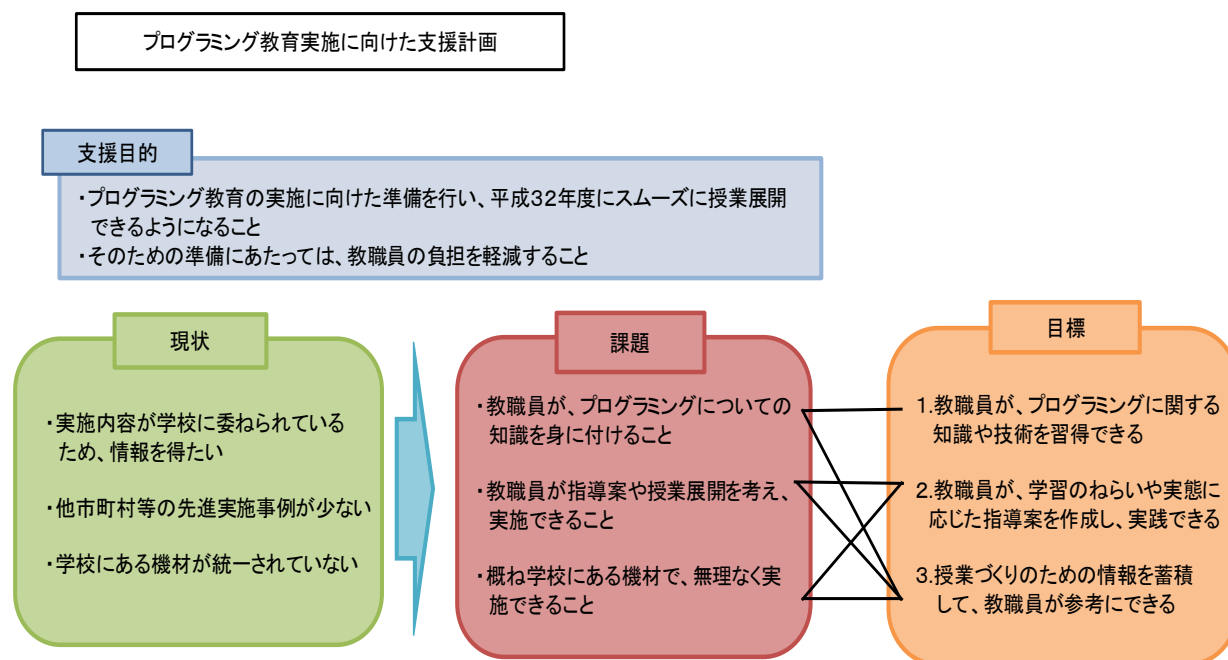 プログラミング教育実施に向けた支援計画
支援目的
・プログラミング教育の実施に向けた準備を行い、平成32年度にスムーズに授業展開
できるようになること
・そのための準備にあたっては、教職員の負担を軽減すること
現状
・実施内容が学校に委ねられている
ため、情報を得たい
・他市町村等の先進実施事例が少ない
・学校にある機材が統一されていない
課題
・教職員が、プログラミングについての
知識を身に付けること
・教職員が指導案や授業展開を考え、
実施できること
・概ね学校にある機材で、無理なく実
施できること
目標
1.教職員が、プログラミングに関する
知識や技術を習得できる
2.教職員が、学習のねらいや実態に
応じた指導案を作成し、実践できる
3.授業づくりのための情報を蓄積
して、教職員が参考にできる